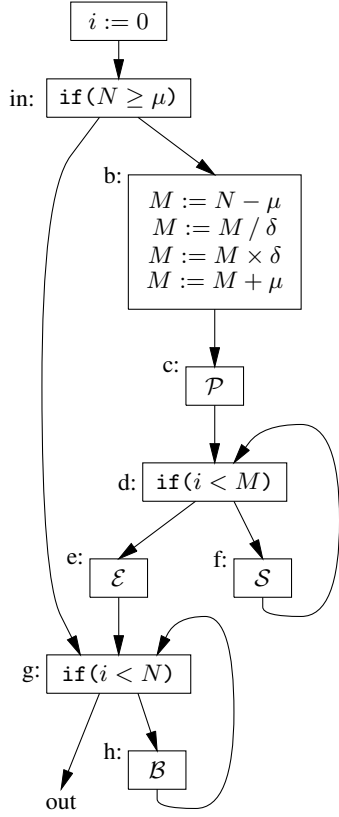 i := 0
in: if(N ≥ μ)
b:
M := N − μ
M := M / δ
M := M × δ
M := M + μ
c: 𝒫
d: if(i < M)
e: ℰ
f: 𝒮
g: if(i < N)
h: ℬ
out